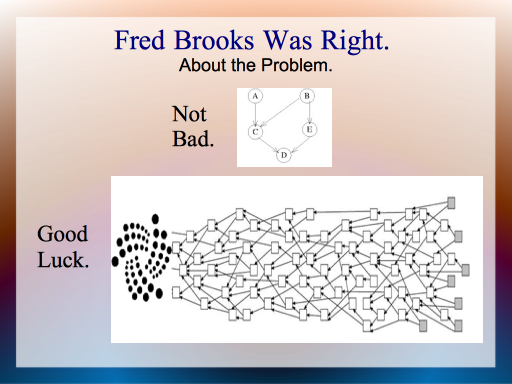 Fred Brooks Was Right.
About the Problem.
Not
Bad.
A B
C E
D
Good
Luck.